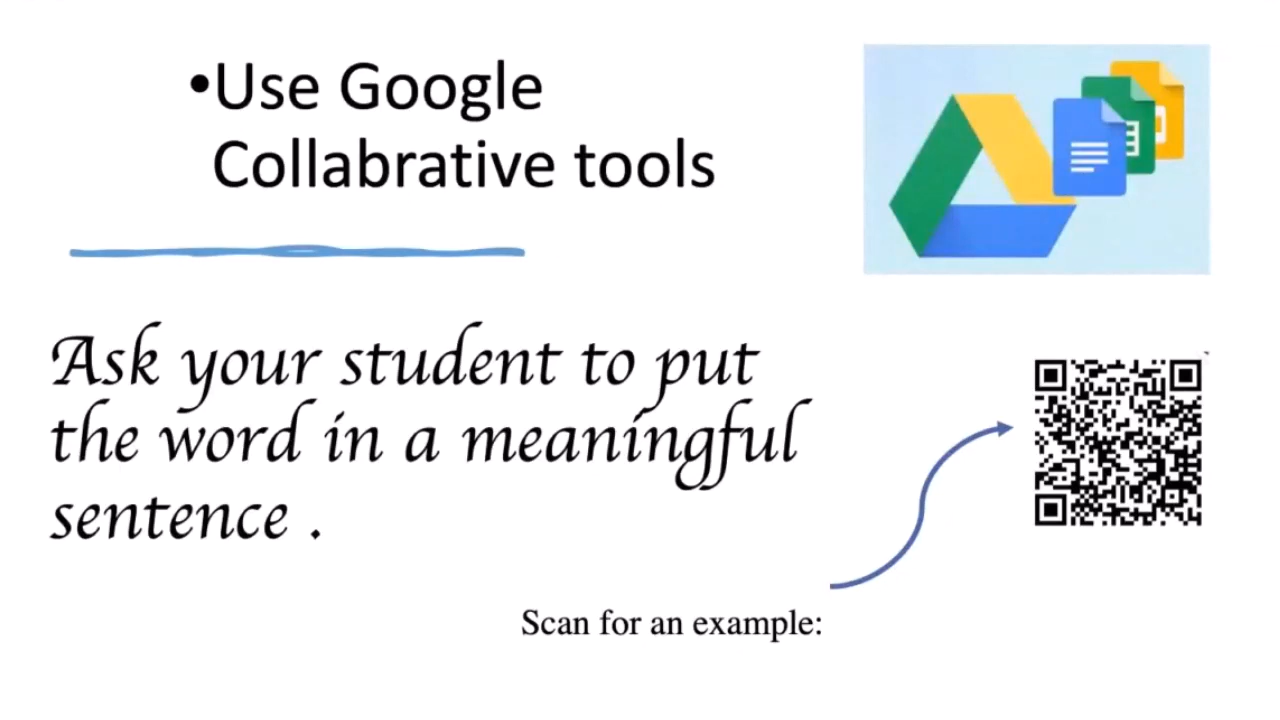 •Use Google
Collabrative tools
Ask your student to put
the word in a meaningful
sentence .
Scan for an example: